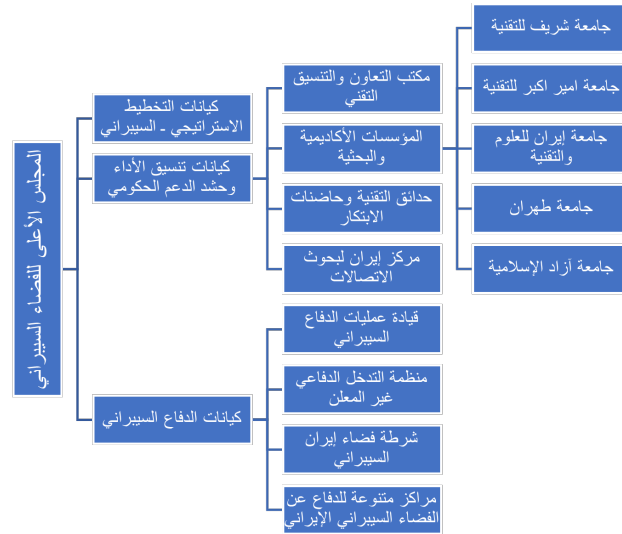 المجلس الأعلى للفضاء السيبراني
كيانات التخطيط
الاستراتيجي ـ السيبراني
كيانات تنسيق الأداء
وحشد الدعم الحكومي
مكتب التعاون والتنسيق
التقني
المؤسسات الأكاديمية
والبحثية
جامعة شريف للتقنية
جامعة امير اكبر للتقنية
جامعة إيران للعلوم
والتقنية
جامعة طهران
جامعة آزاد الإسلامية
حدائق التقنية وحاضنات
الابتكار
مركز إيران لبحوث
الاتصالات
كيانات الدفاع السيبراني
قيادة عمليات الدفاع
السيبراني
منظمة التدخل الدفاعي
غير المعلن
شرطة فضاء إيران
السيبراني
مراكز متنوعة للدفاع عن
الفضاء السيبراني الإيراني